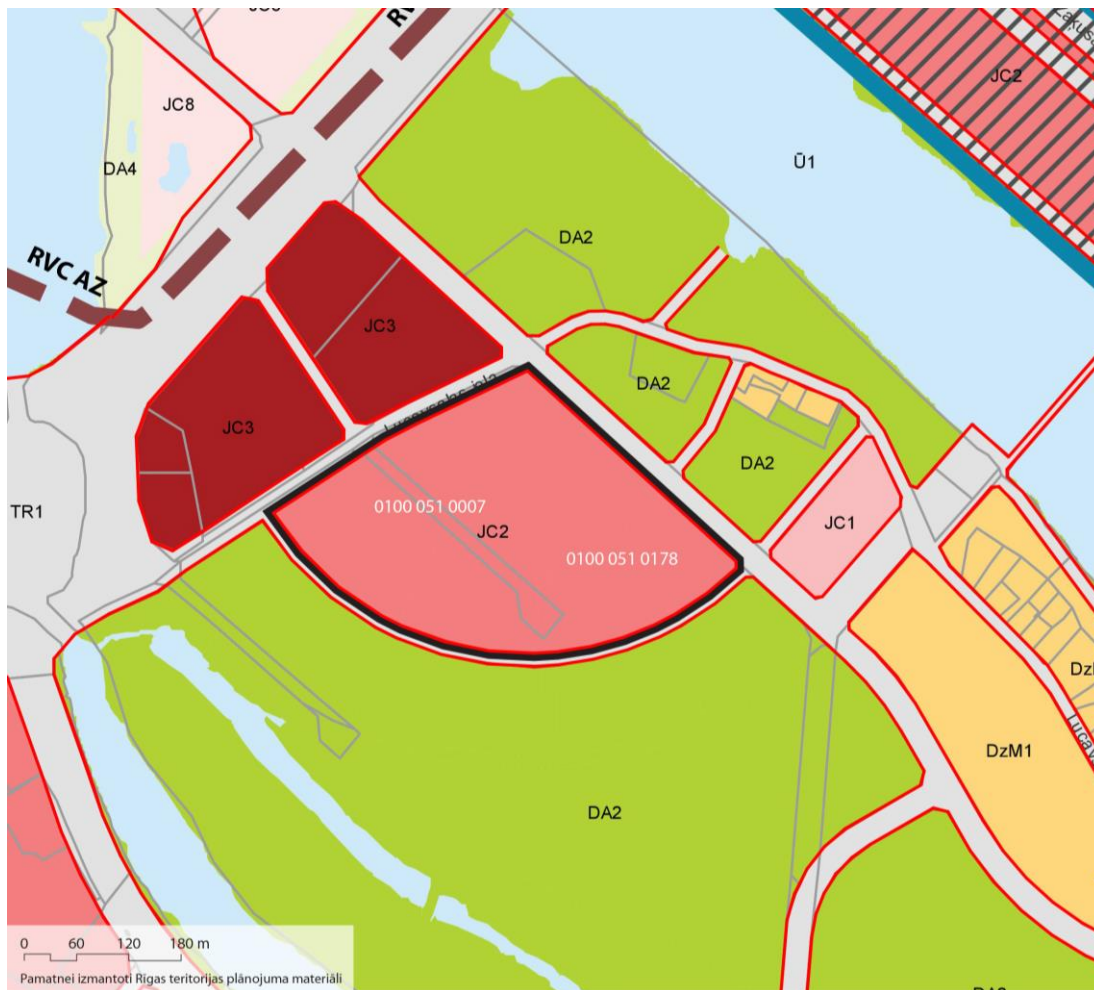 RV
JC8
DA4
RVC AZ
JC2
Ū1
DA2
JC3
JC3
DA2
DA2
JC1
TR1
0100 051 0007
JC2
0100 051 0178
DzM1
DA2
0 60 120 180 m
Pamatnei izmantoti Rīgas teritorijas plānojuma materiāli